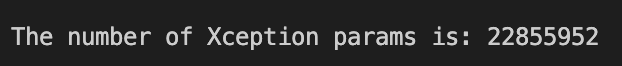 The number of Xception params is: 22855952